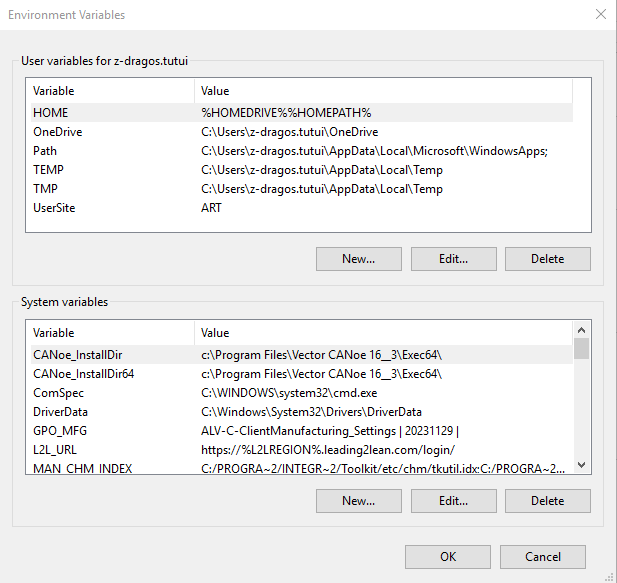 Environment Variables
User variables for z-dragos.tutui
Variable Value
HOME %HOMEDRIVE%%HOMEPATH%
OneDrive C:\Users\z-dragos.tutui\OneDrive
Path C:\Users\z-dragos.tutui\AppData\Local\Microsoft\WindowsApps;
TEMP C:\Users\z-dragos.tutui\AppData\Local\Temp
TMP C:\Users\z-dragos.tutui\AppData\Local\Temp
UserSite ART
New... Edit... Delete
System variables
Variable Value
CANoe_InstallDir c:\Program Files\Vector CANoe 16__3\Exec64\
CANoe_InstallDir64 c:\Program Files\Vector CANoe 16__3\Exec64\
ComSpec C:\WINDOWS\system32\cmd.exe
DriverData C:\Windows\System32\Drivers\DriverData
GPO_MFG ALV-C-ClientManufacturing_Settings | 20231129 |
L2L_URL https://%L2LREGION%.leading2lean.com/login/
MAN_CHM_INDEX C:/PROGRA~2/INTEGR~2/Toolkit/etc/chm/tkutil.idx;C:/PROGRA~2...
New... Edit... Delete
OK Cancel